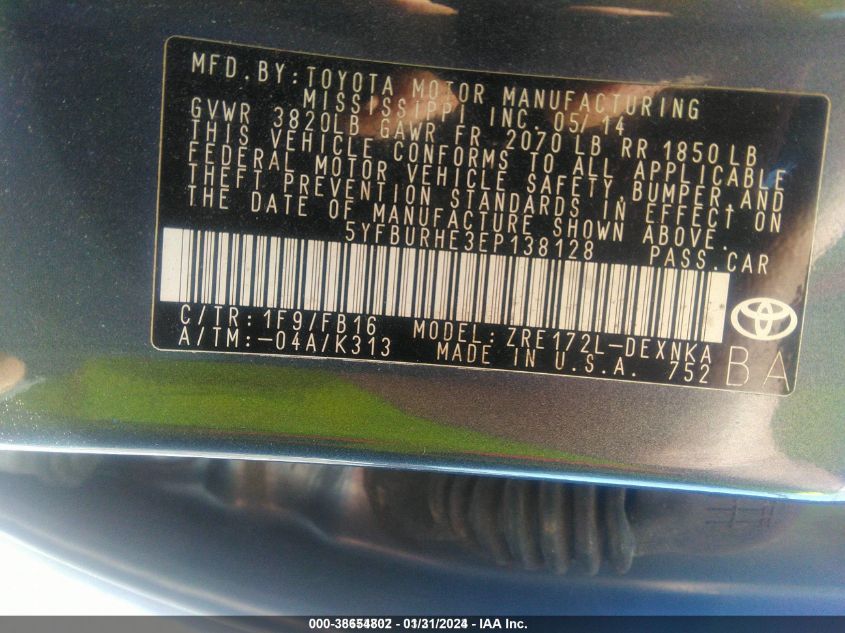 MFD. BY: TOYOTA MOTOR MANUFACTURING
MISSISSIPPI INC. 05/14
GVWR 3820LB GAWR FR 2070 LB RR 1850 LB
THIS VEHICLE CONFORMS TO ALL APPLICABLE
FEDERAL MOTOR VEHICLE SAFETY, BUMPER, AND
THEFT PREVENTION STANDARDS IN EFFECT ON
THE DATE OF MANUFACTURE SHOWN ABOVE.
5YFBURHE3EP138128 PASS. CAR
C/TR: 1F9/FB16 MODEL: ZRE172L-DEXNKA
A/TM:-04A/K313 MADE IN U.S.A. 752
BA
000-38654802 - 01/31/2024 - IAA Inc.